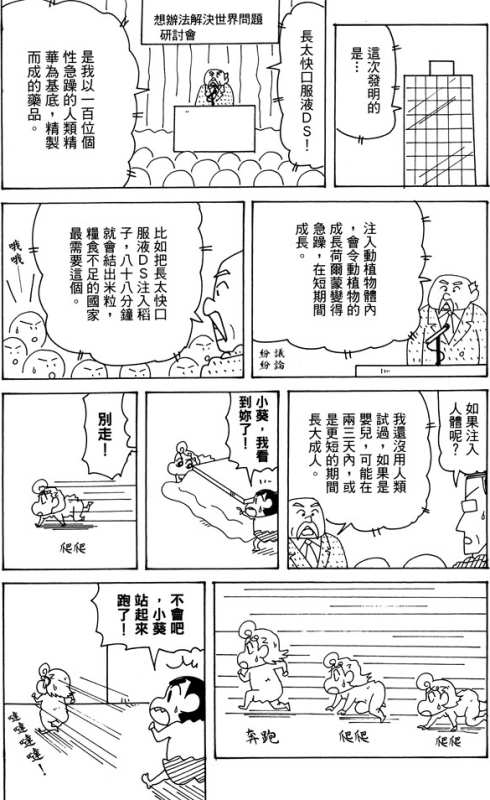 這次發明的
是⋯
想辦法解決世界問題
研討會
長太快口服液DS！
是我以一百位個
性急躁的人類精
華為基底，精製
而成的藥品。
注入動植物體內
，會令動植物的
成長荷爾蒙變得
急躁，在短期間
成長。
議論
紛紛
比如把長太快口
服液DS注入稻
子，八十八分鐘
就會結出米粒，
糧食不足的國家
最需要這個。
哦
哦
如果注入
人體呢？
我還沒用人類
試過，如果是
嬰兒，可能在
兩三天內，或
是更短的期間
長大成人。
小葵，我看
到妳了！
別走！
爬爬
爬爬
爬爬
奔跑
不會吧
，小葵
站起來
跑了！
噠噠噠噠！